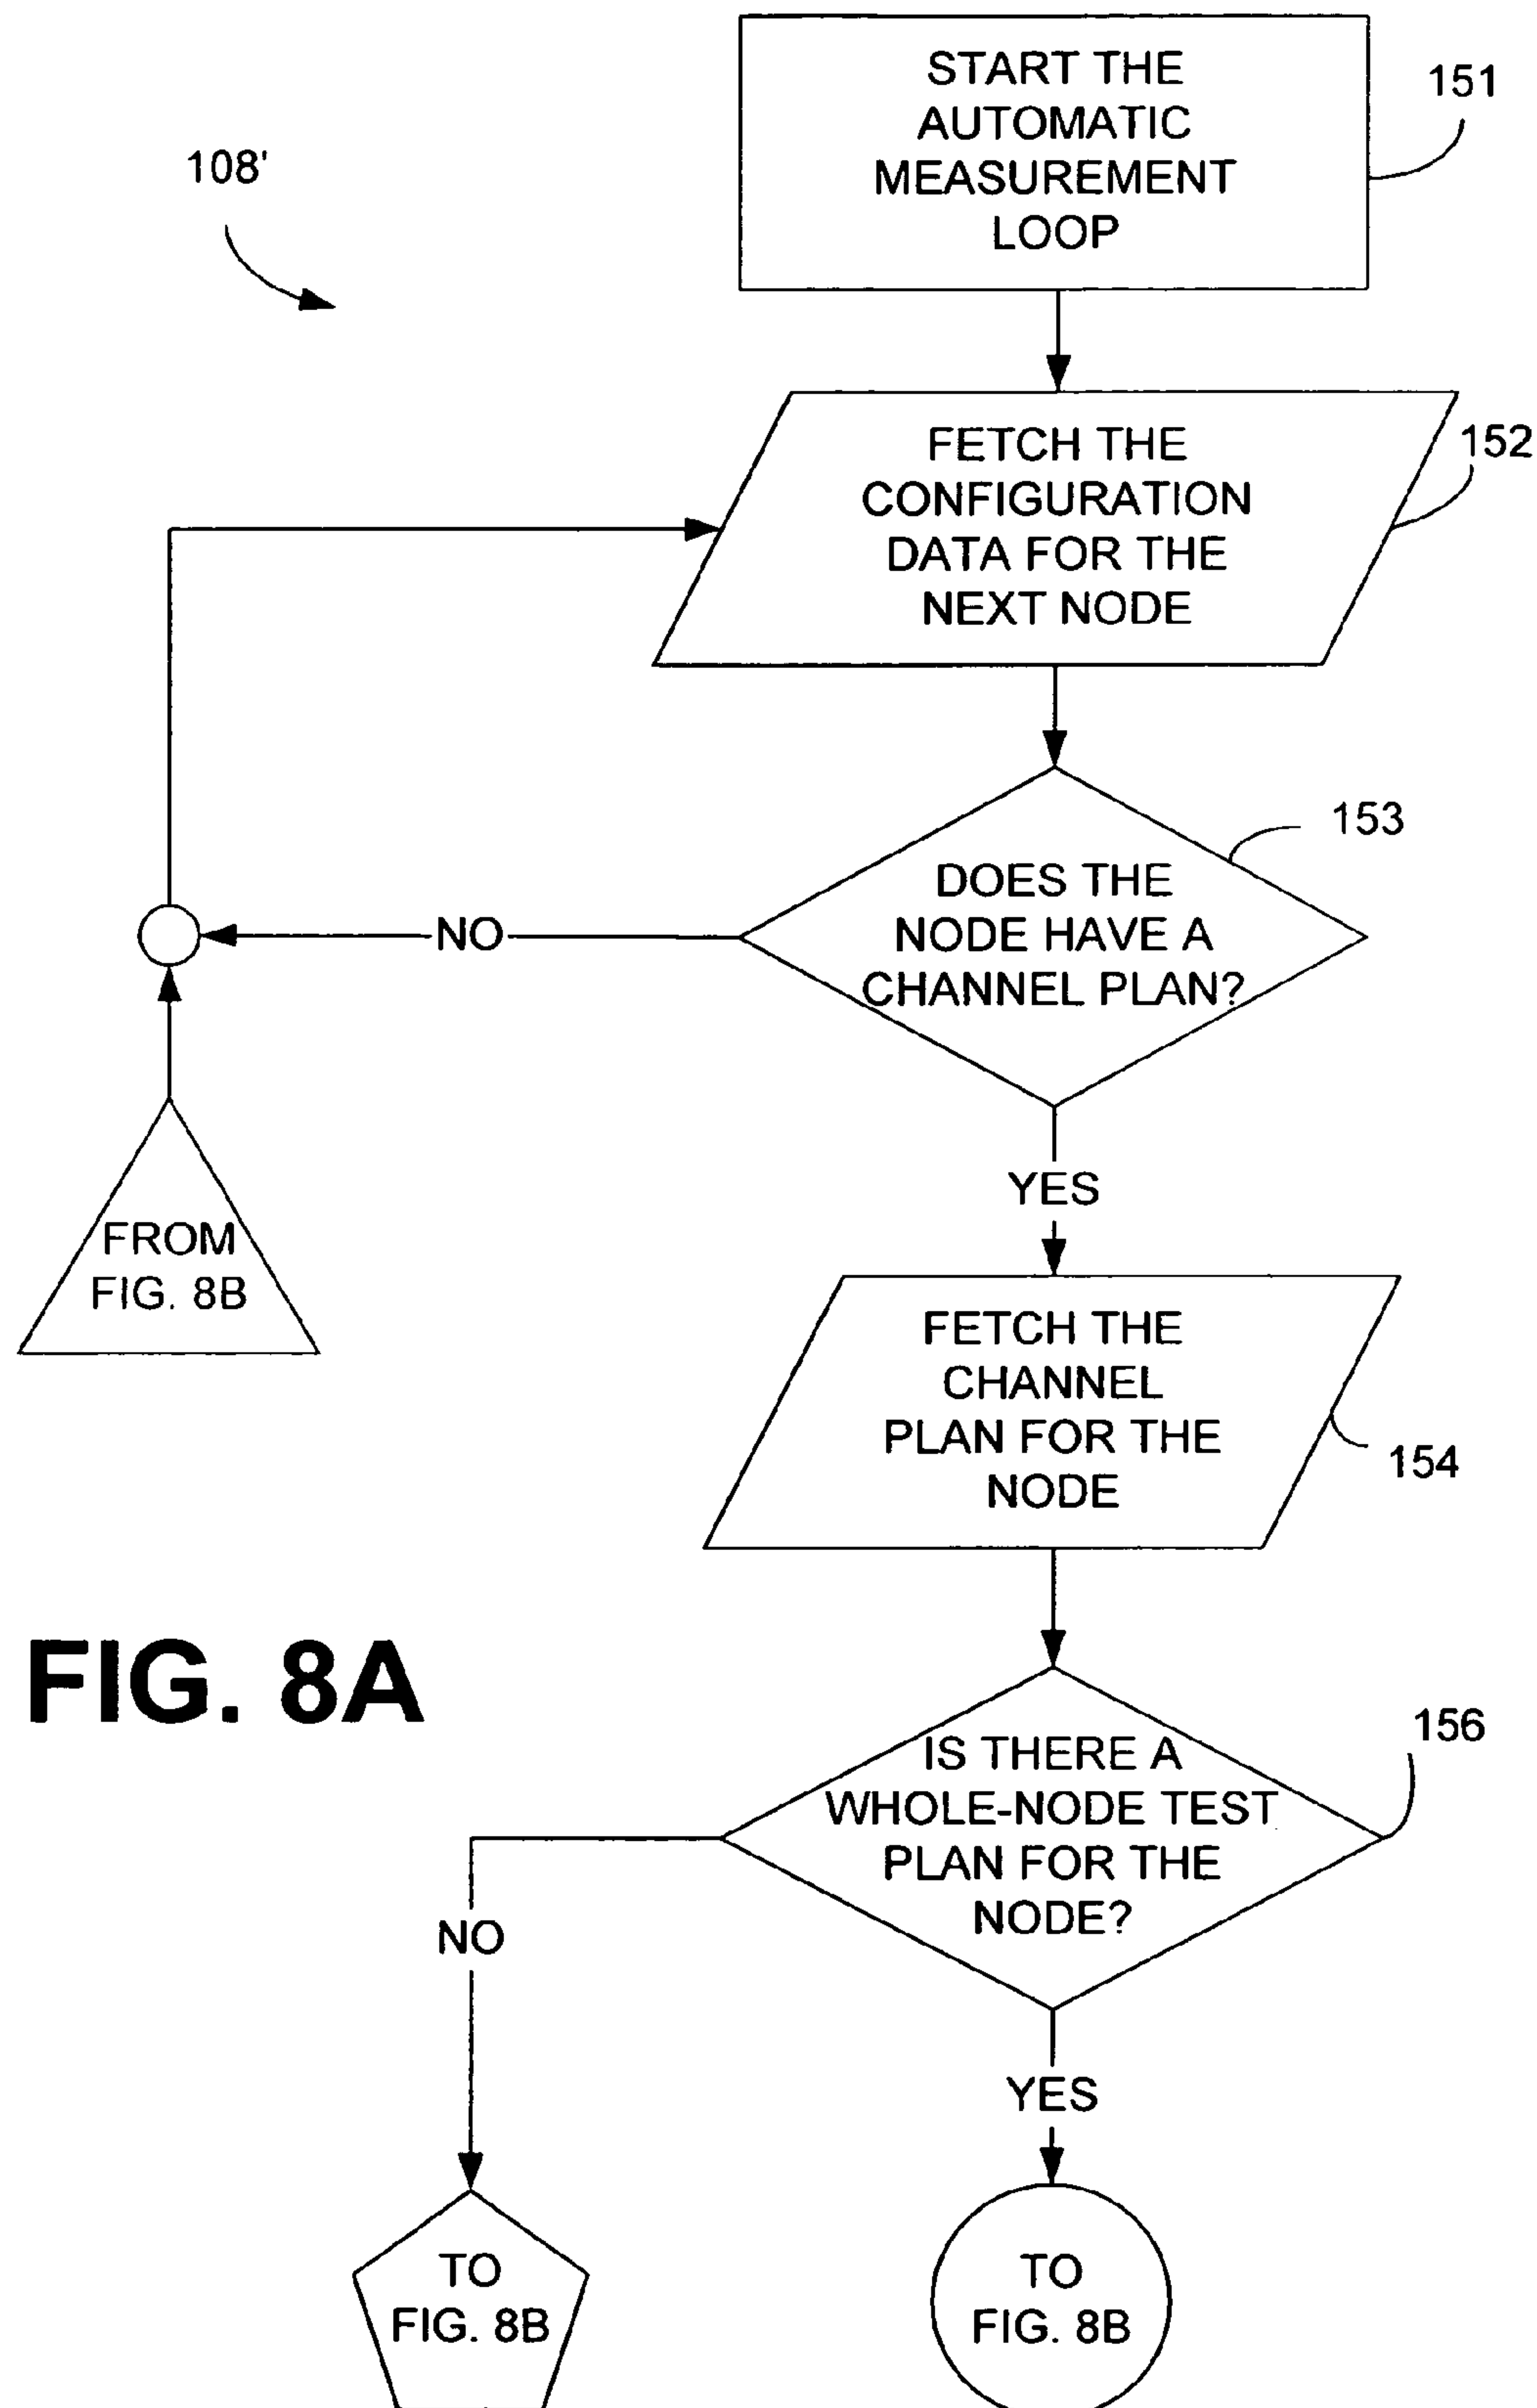 START THE
AUTOMATIC
MEASUREMENT
LOOP
151
108'
FETCH THE
CONFIGURATION
DATA FOR THE
NEXT NODE
152
153
DOES THE
NODE HAVE A
CHANNEL PLAN?
NO
YES
FROM
FIG. 8B
FETCH THE
CHANNEL
PLAN FOR THE
NODE
154
FIG. 8A
156
IS THERE A
WHOLE-NODE TEST
PLAN FOR THE
NODE?
NO
YES
TO
FIG. 8B
TO
FIG. 8B